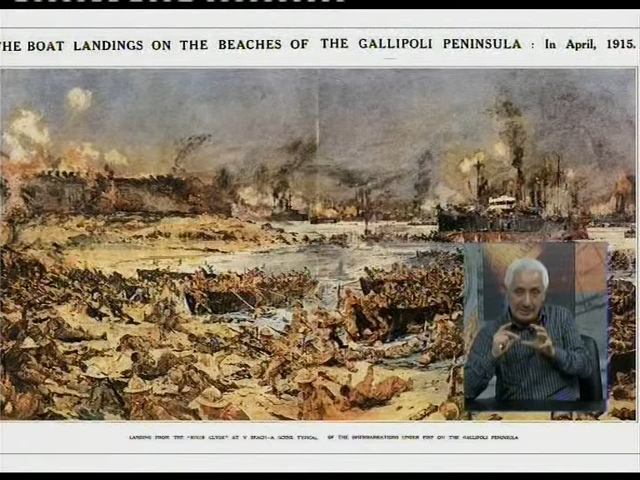 THE BOAT LANDINGS ON THE BEACHES OF THE GALLIPOLI PENINSULA : In April, 1915.
LANDING FROM THE "RIVER CLYDE" AT V BEACH—A SCENE TYPICAL OF THE DISEMBARKATIONS UNDER FIRE ON THE GALLIPOLI PENINSULA